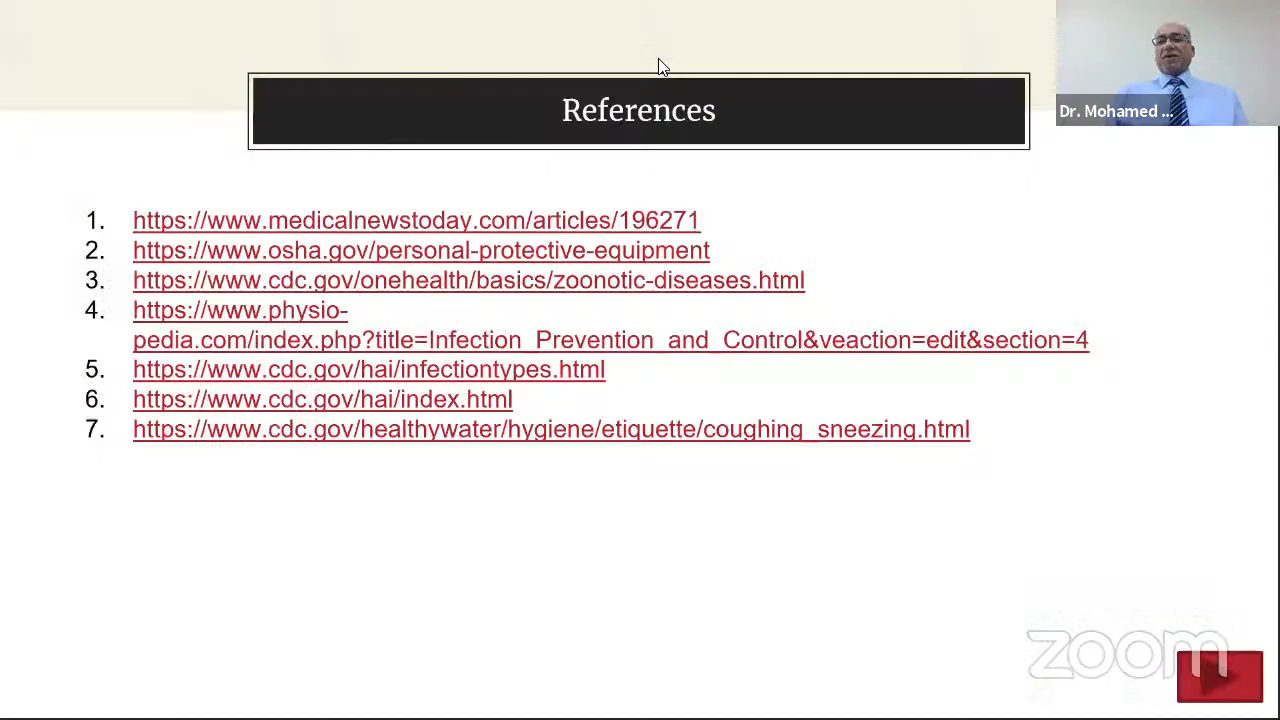 References
Dr. Mohamed ...
1. https://www.medicalnewstoday.com/articles/196271
2. https://www.osha.gov/personal-protective-equipment
3. https://www.cdc.gov/onehealth/basics/zoonotic-diseases.html
4. https://www.physio-
pedia.com/index.php?title=Infection_Prevention_and_Control&veaction=edit&section=4
5. https://www.cdc.gov/hai/infectiontypes.html
6. https://www.cdc.gov/hai/index.html
7. https://www.cdc.gov/healthywater/hygiene/etiquette/coughing_sneezing.html
zoom